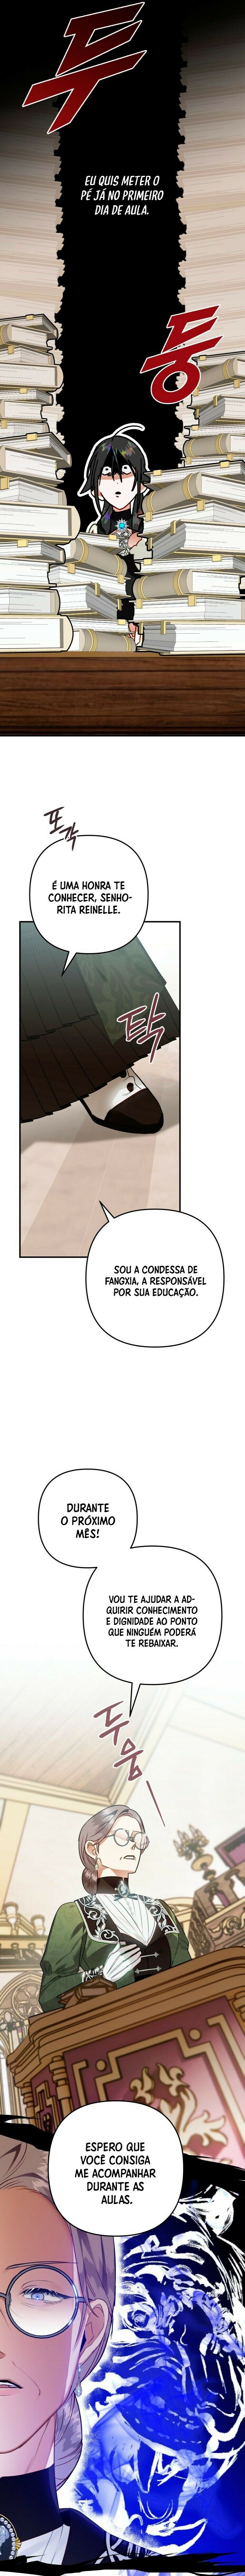 두
EU QUIS METER O
PÉ JÁ NO PRIMEIRO
DIA DE AULA.
둥
또각
É UMA HONRA TE
CONHECER, SENHO-
RITA REINELLE.
탁
SOU A CONDESSA DE
FANGXIA, A RESPONSÁVEL
POR SUA EDUCAÇÃO.
DURANTE
O PRÓXIMO
MÊS!
VOU TE AJUDAR A AD-
QUIRIR CONHECIMENTO
E DIGNIDADE AO PONTO
QUE NINGUÉM PODERÁ
TE REBAIXAR.
두웅
ESPERO QUE
VOCÊ CONSIGA
ME ACOMPANHAR
DURANTE AS
AULAS.